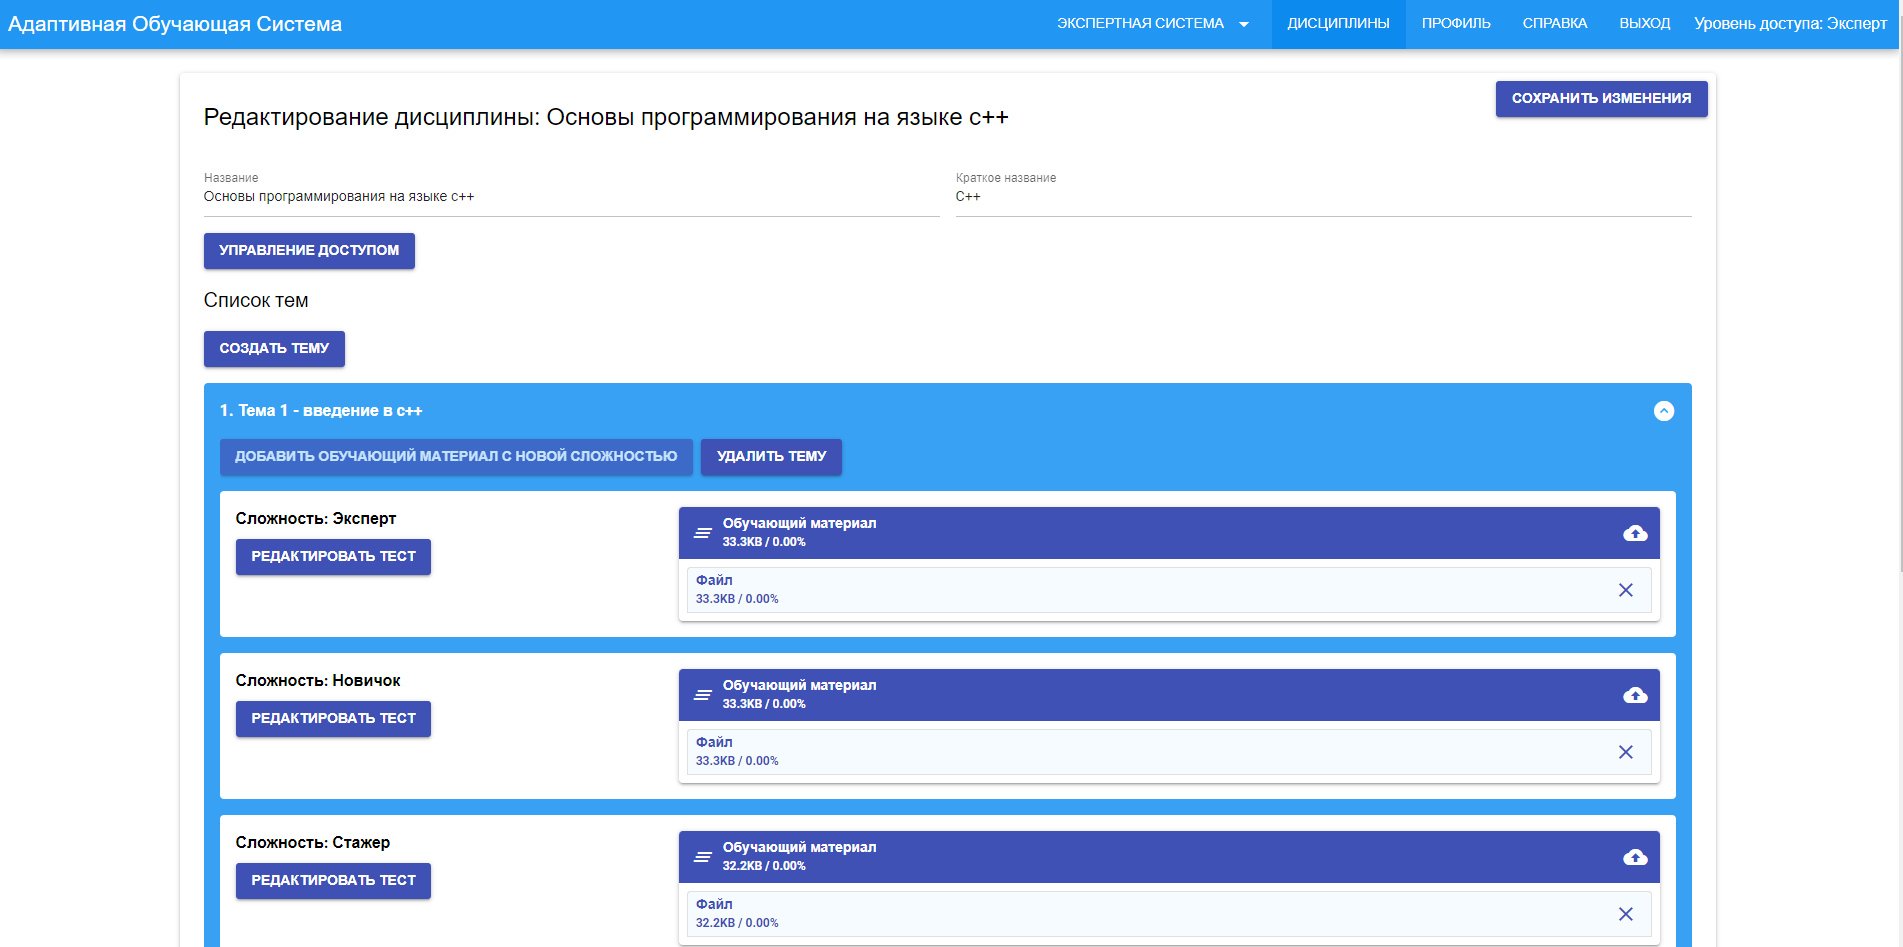 Адаптивная Обучающая Система
ЭКСПЕРТНАЯ СИСТЕМА
ДИСЦИПЛИНЫ
ПРОФИЛЬ
СПРАВКА
ВЫХОД
Уровень доступа: Эксперт
Редактирование дисциплины: Основы программирования на языке с++
СОХРАНИТЬ ИЗМЕНЕНИЯ
Название
Основы программирования на языке с++
Краткое название
С++
УПРАВЛЕНИЕ ДОСТУПОМ
Список тем
СОЗДАТЬ ТЕМУ
1. Тема 1 - введение в с++
ДОБАВИТЬ ОБУЧАЮЩИЙ МАТЕРИАЛ С НОВОЙ СЛОЖНОСТЬЮ
УДАЛИТЬ ТЕМУ
Сложность: Эксперт
РЕДАКТИРОВАТЬ ТЕСТ
Обучающий материал
33.3KB / 0.00%
Файл
33.3KB / 0.00%
Сложность: Новичок
РЕДАКТИРОВАТЬ ТЕСТ
Обучающий материал
33.3KB / 0.00%
Файл
33.3KB / 0.00%
Сложность: Стажер
РЕДАКТИРОВАТЬ ТЕСТ
Обучающий материал
32.2KB / 0.00%
Файл
32.2KB / 0.00%